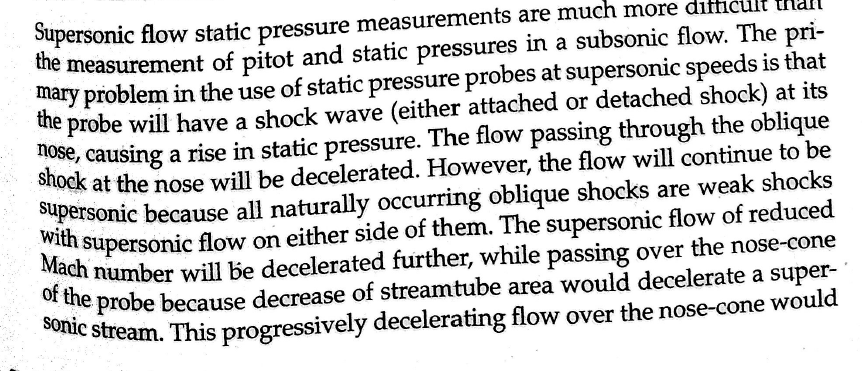 Supersonic flow static pressure measurements are much more difficult than
the measurement of pitot and static pressures in a subsonic flow. The pri-
mary problem in the use of static pressure probes at supersonic speeds is that
the probe will have a shock wave (either attached or detached shock) at its
nose, causing a rise in static pressure. The flow passing through the oblique
shock at the nose will be decelerated. However, the flow will continue to be
supersonic because all naturally occurring oblique shocks are weak shocks
with supersonic flow on either side of them. The supersonic flow of reduced
Mach number will be decelerated further, while passing over the nose-cone
of the probe because decrease of streamtube area would decelerate a super-
sonic stream. This progressively decelerating flow over the nose-cone would